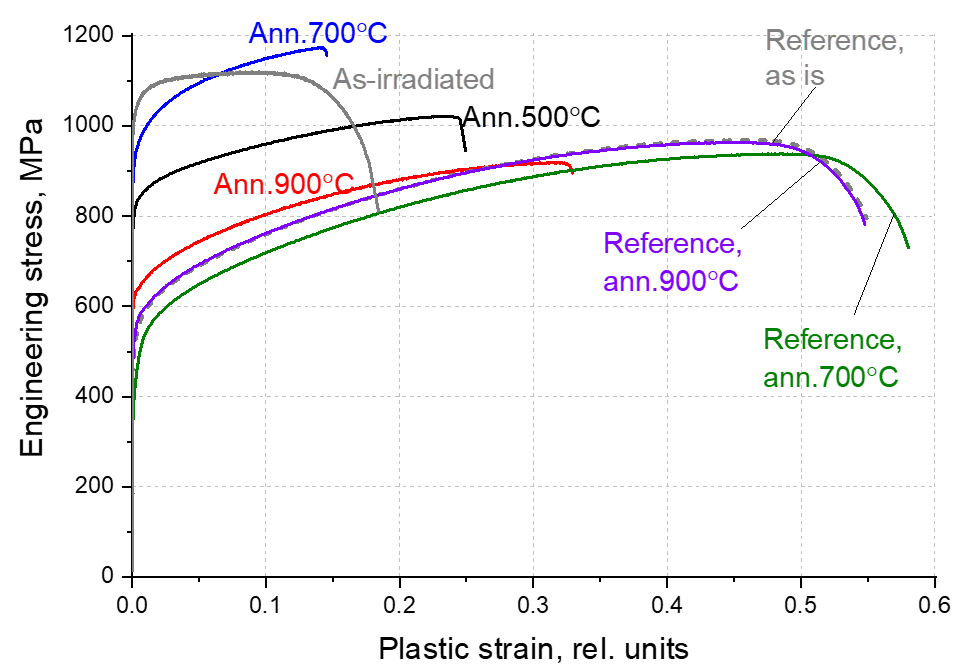 1200
1000
800
600
400
200
0
Engineering stress, MPa
Ann.700°C
As-irradiated
Ann.500°C
Ann.900°C
Reference,
as is
Reference,
ann.900°C
Reference,
ann.700°C
0.0 0.1 0.2 0.3 0.4 0.5 0.6
Plastic strain, rel. units